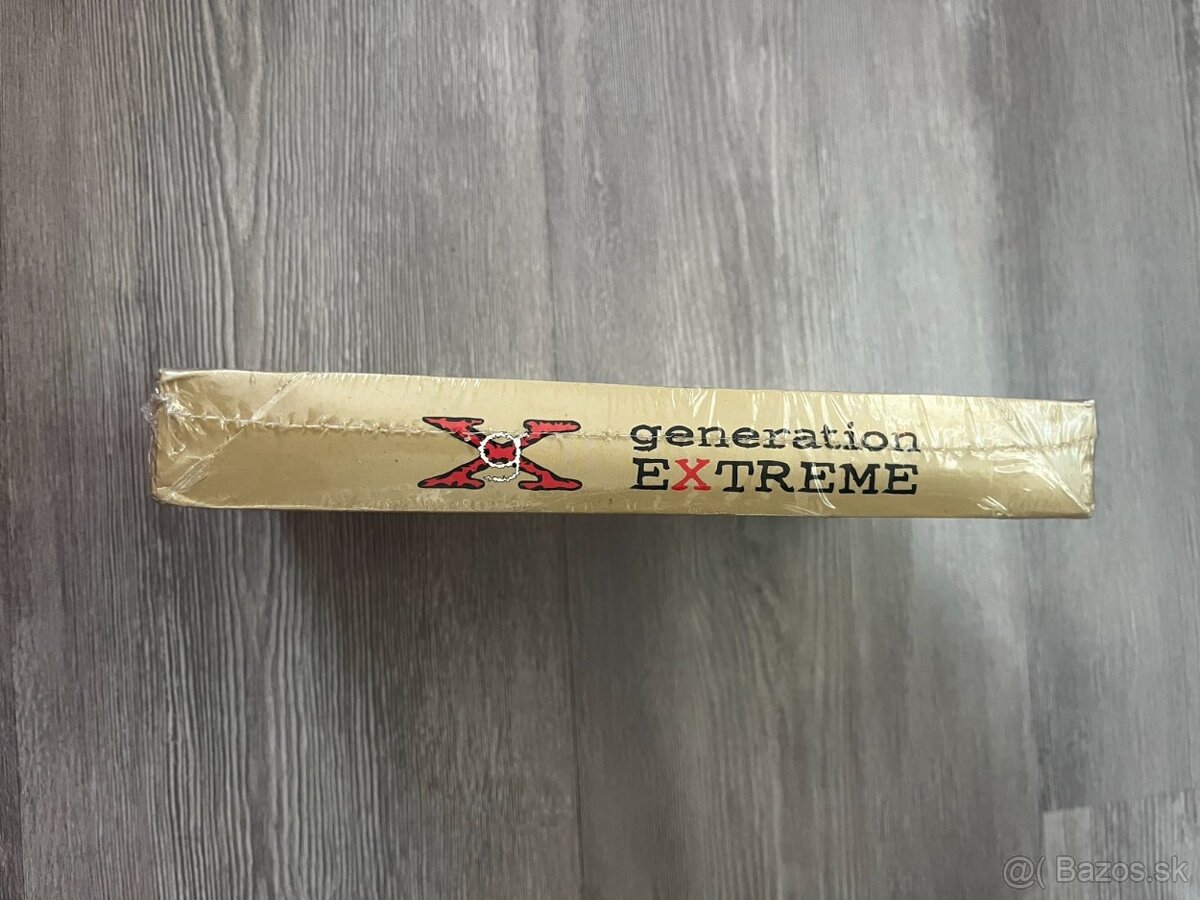 X
g
generation
EXTREME
@( Bazos.sk